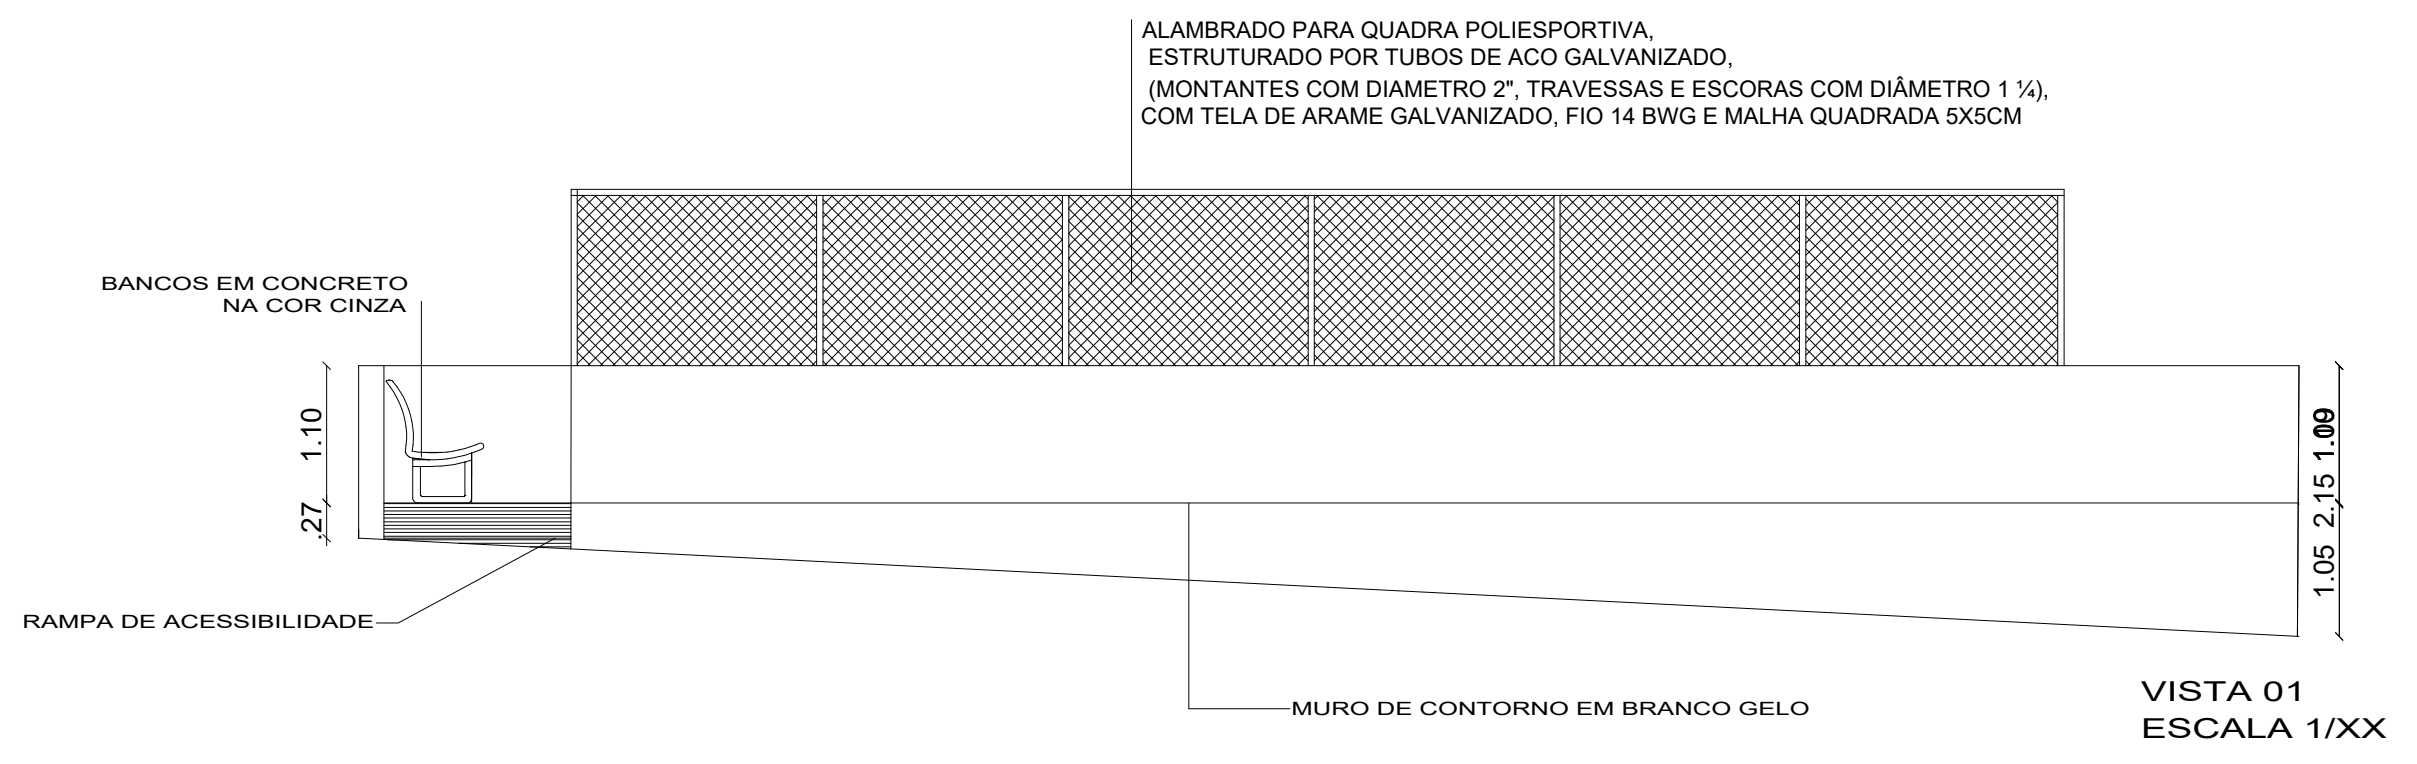 ALAMBRADO PARA QUADRA POLIESPORTIVA,
ESTRUTURADO POR TUBOS DE ACO GALVANIZADO,
(MONTANTES COM DIAMETRO 2", TRAVESSAS E ESCORAS COM DIÂMETRO 1 ¼),
COM TELA DE ARAME GALVANIZADO, FIO 14 BWG E MALHA QUADRADA 5X5CM
BANCOS EM CONCRETO
NA COR CINZA
1.10
.27
2.15
1.05
RAMPA DE ACESSIBILIDADE
MURO DE CONTORNO EM BRANCO GELO
VISTA 01
ESCALA 1/XX